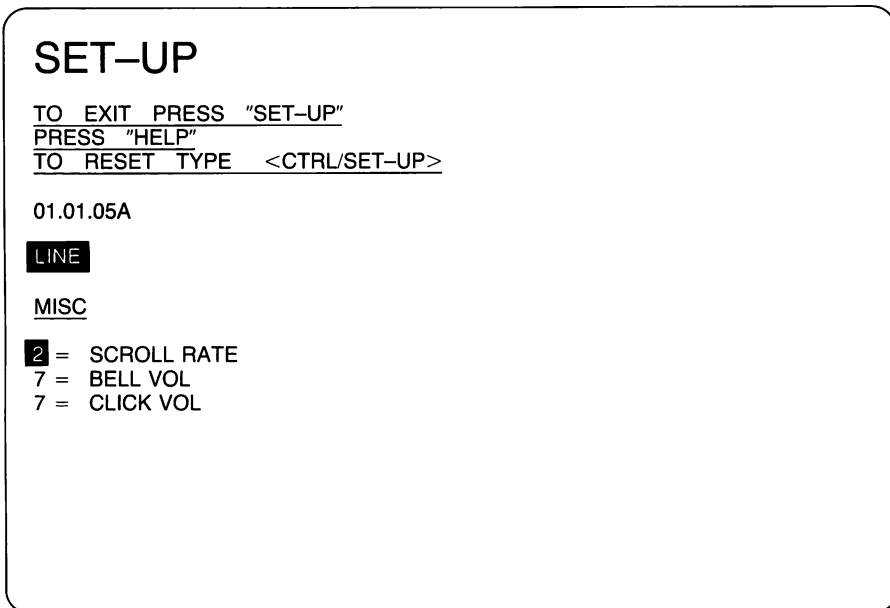 SET–UP
TO EXIT PRESS "SET–UP"
PRESS "HELP"
TO RESET TYPE <CTRL/SET–UP>
01.01.05A
LINE
MISC
2 = SCROLL RATE
7 = BELL VOL
7 = CLICK VOL